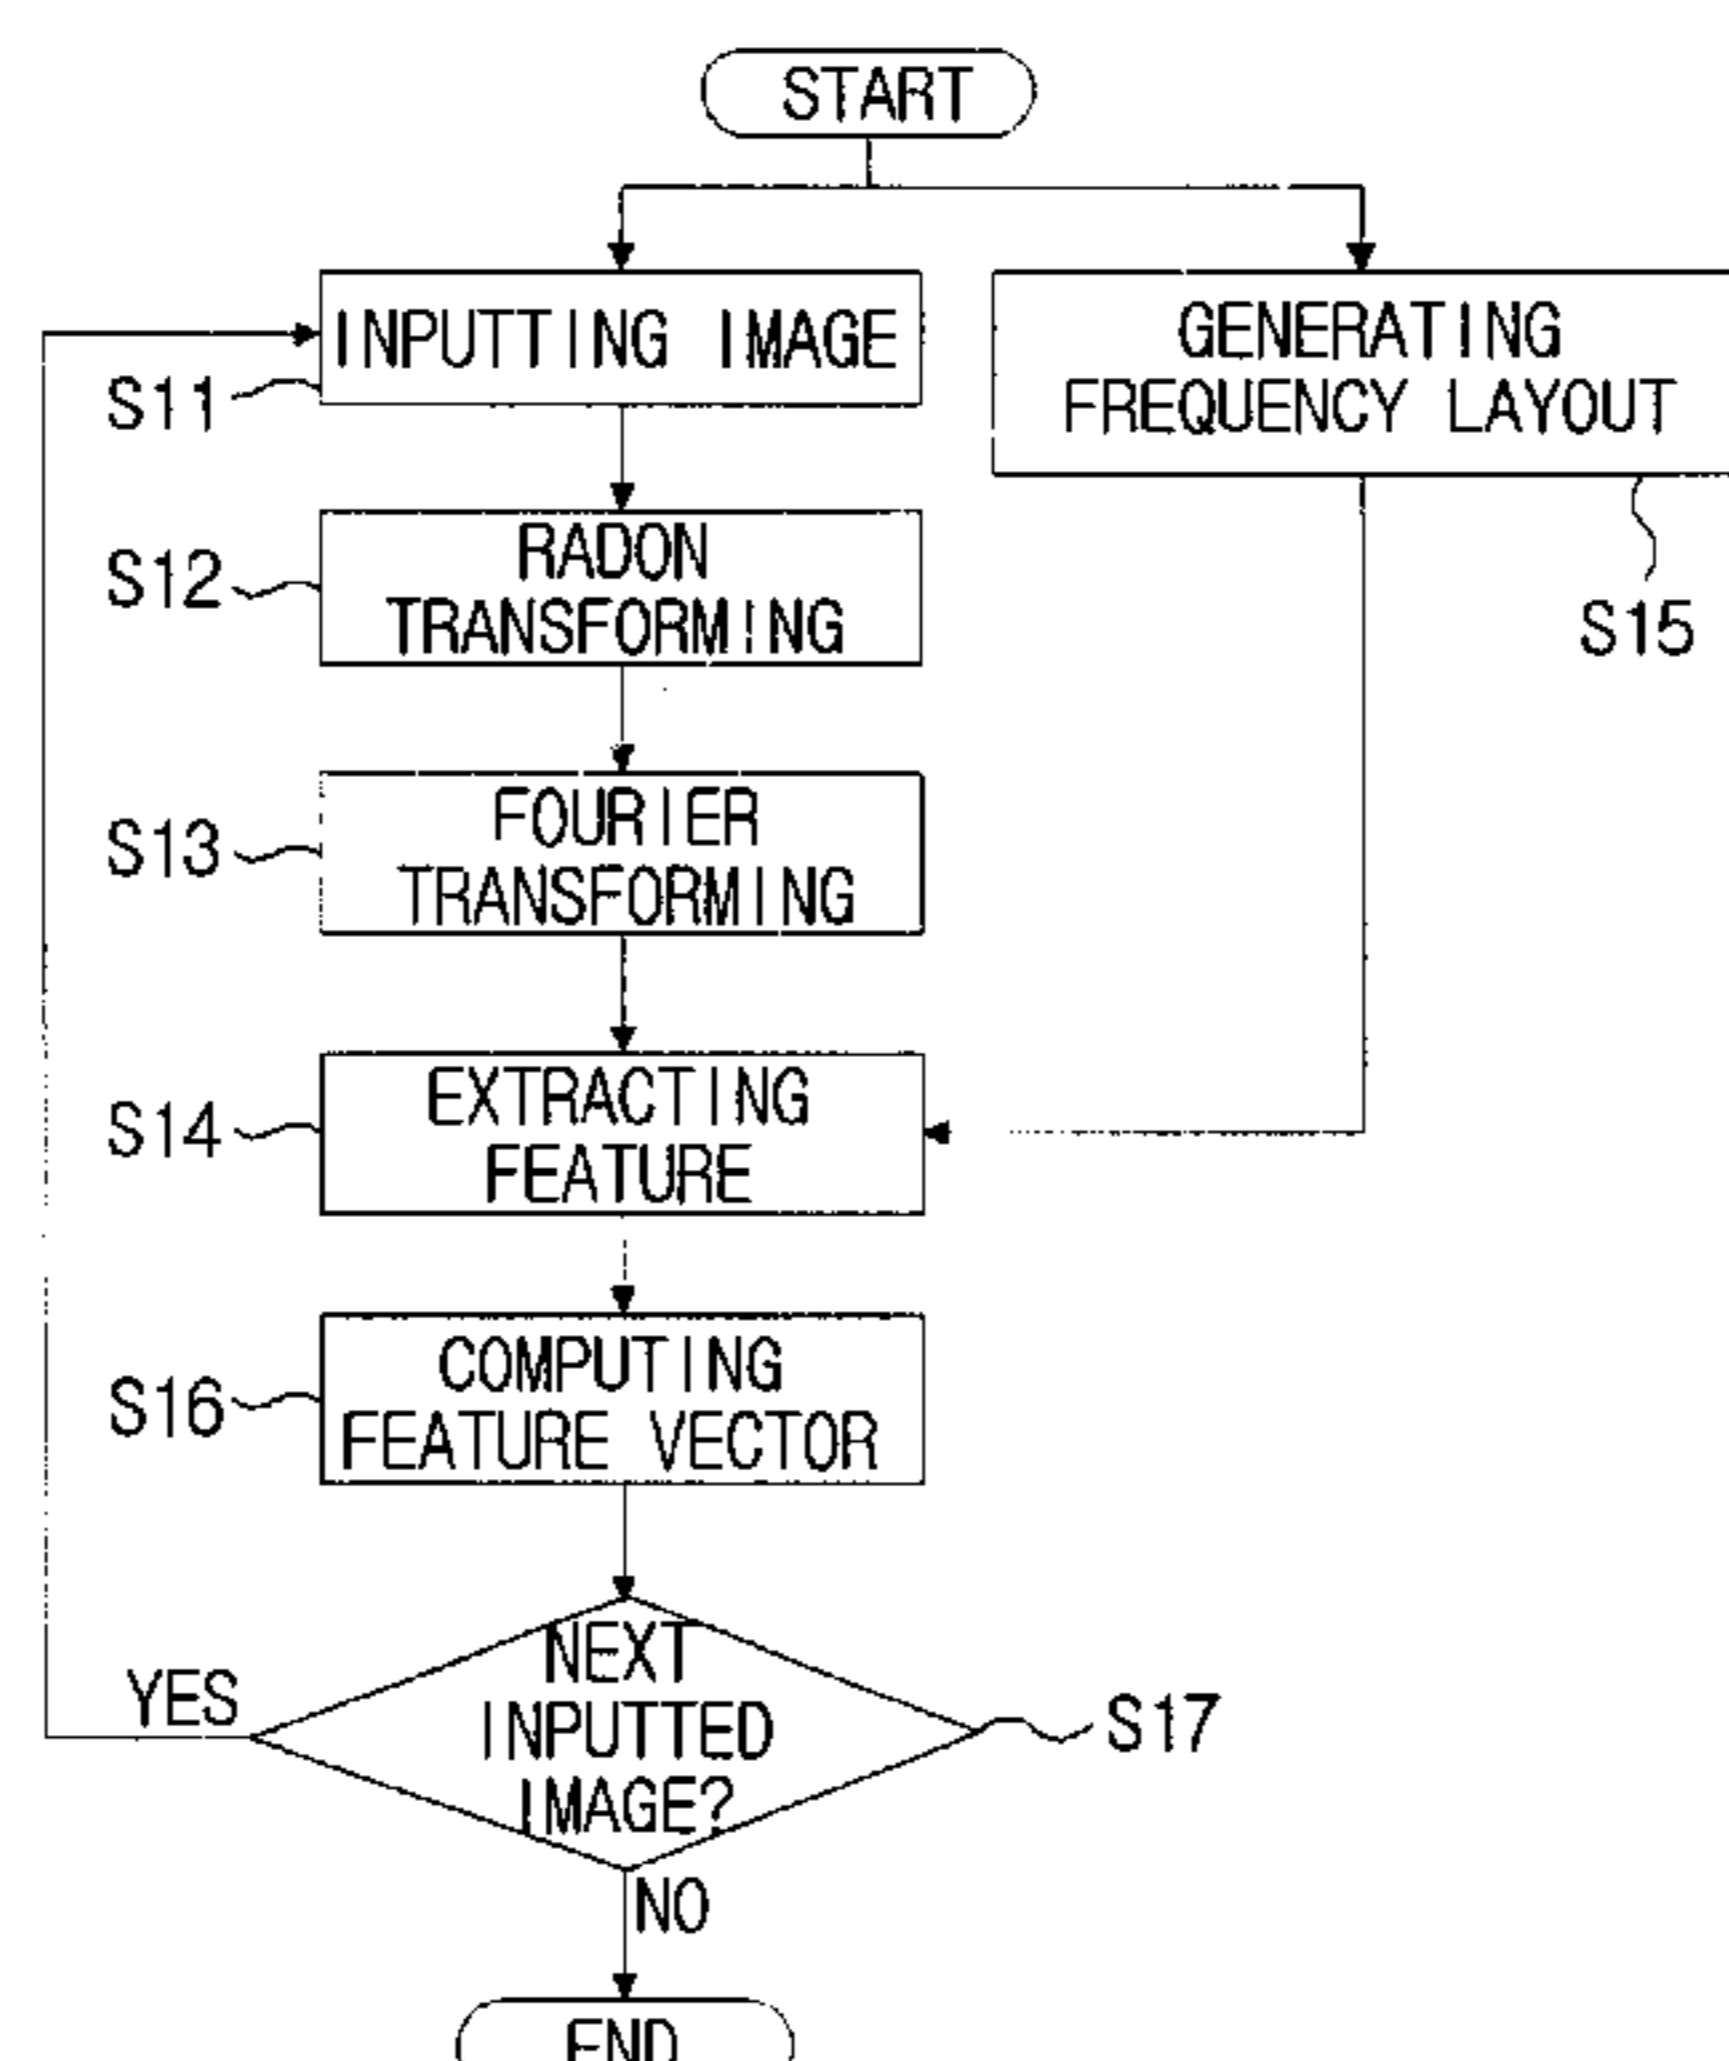 START
INPUTTING IMAGE
S11
GENERATING
FREQUENCY LAYOUT
S15
RADON
TRANSFORMING
S12
FOURIER
TRANSFORMING
S13
EXTRACTING
FEATURE
S14
COMPUTING
FEATURE VECTOR
S16
NEXT
INPUTTED
IMAGE?
S17
YES
NO
END